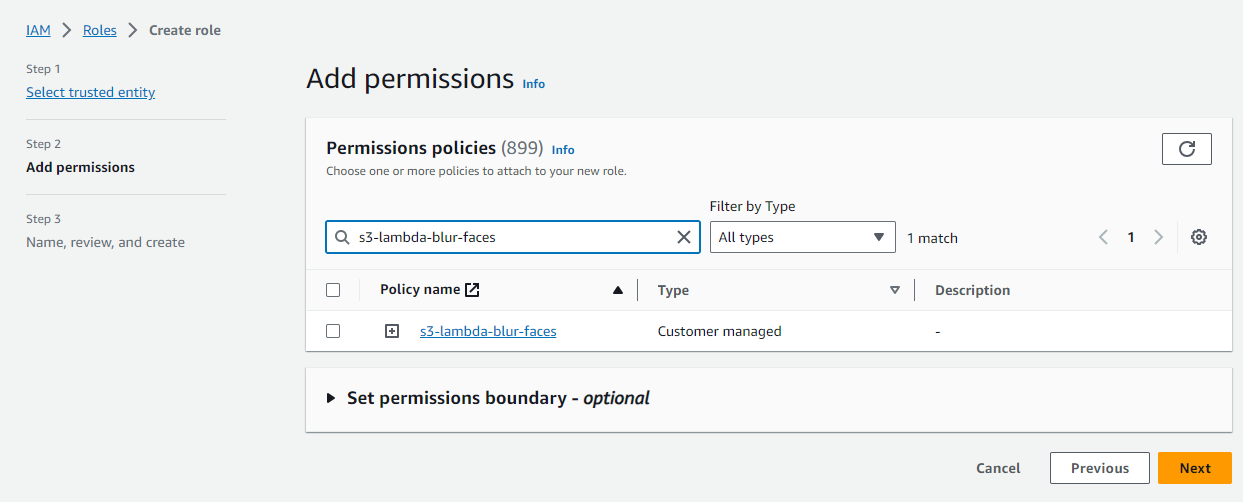 IAM > Roles > Create role
Step 1
Select trusted entity
Step 2
Add permissions
Step 3
Name, review, and create
Add permissions Info
Permissions policies (899) Info
Choose one or more policies to attach to your new role.
Filter by Type
s3-lambda-blur-faces
All types
1 match
1
Policy name
Type
Description
s3-lambda-blur-faces
Customer managed
-
Set permissions boundary - optional
Cancel
Previous
Next